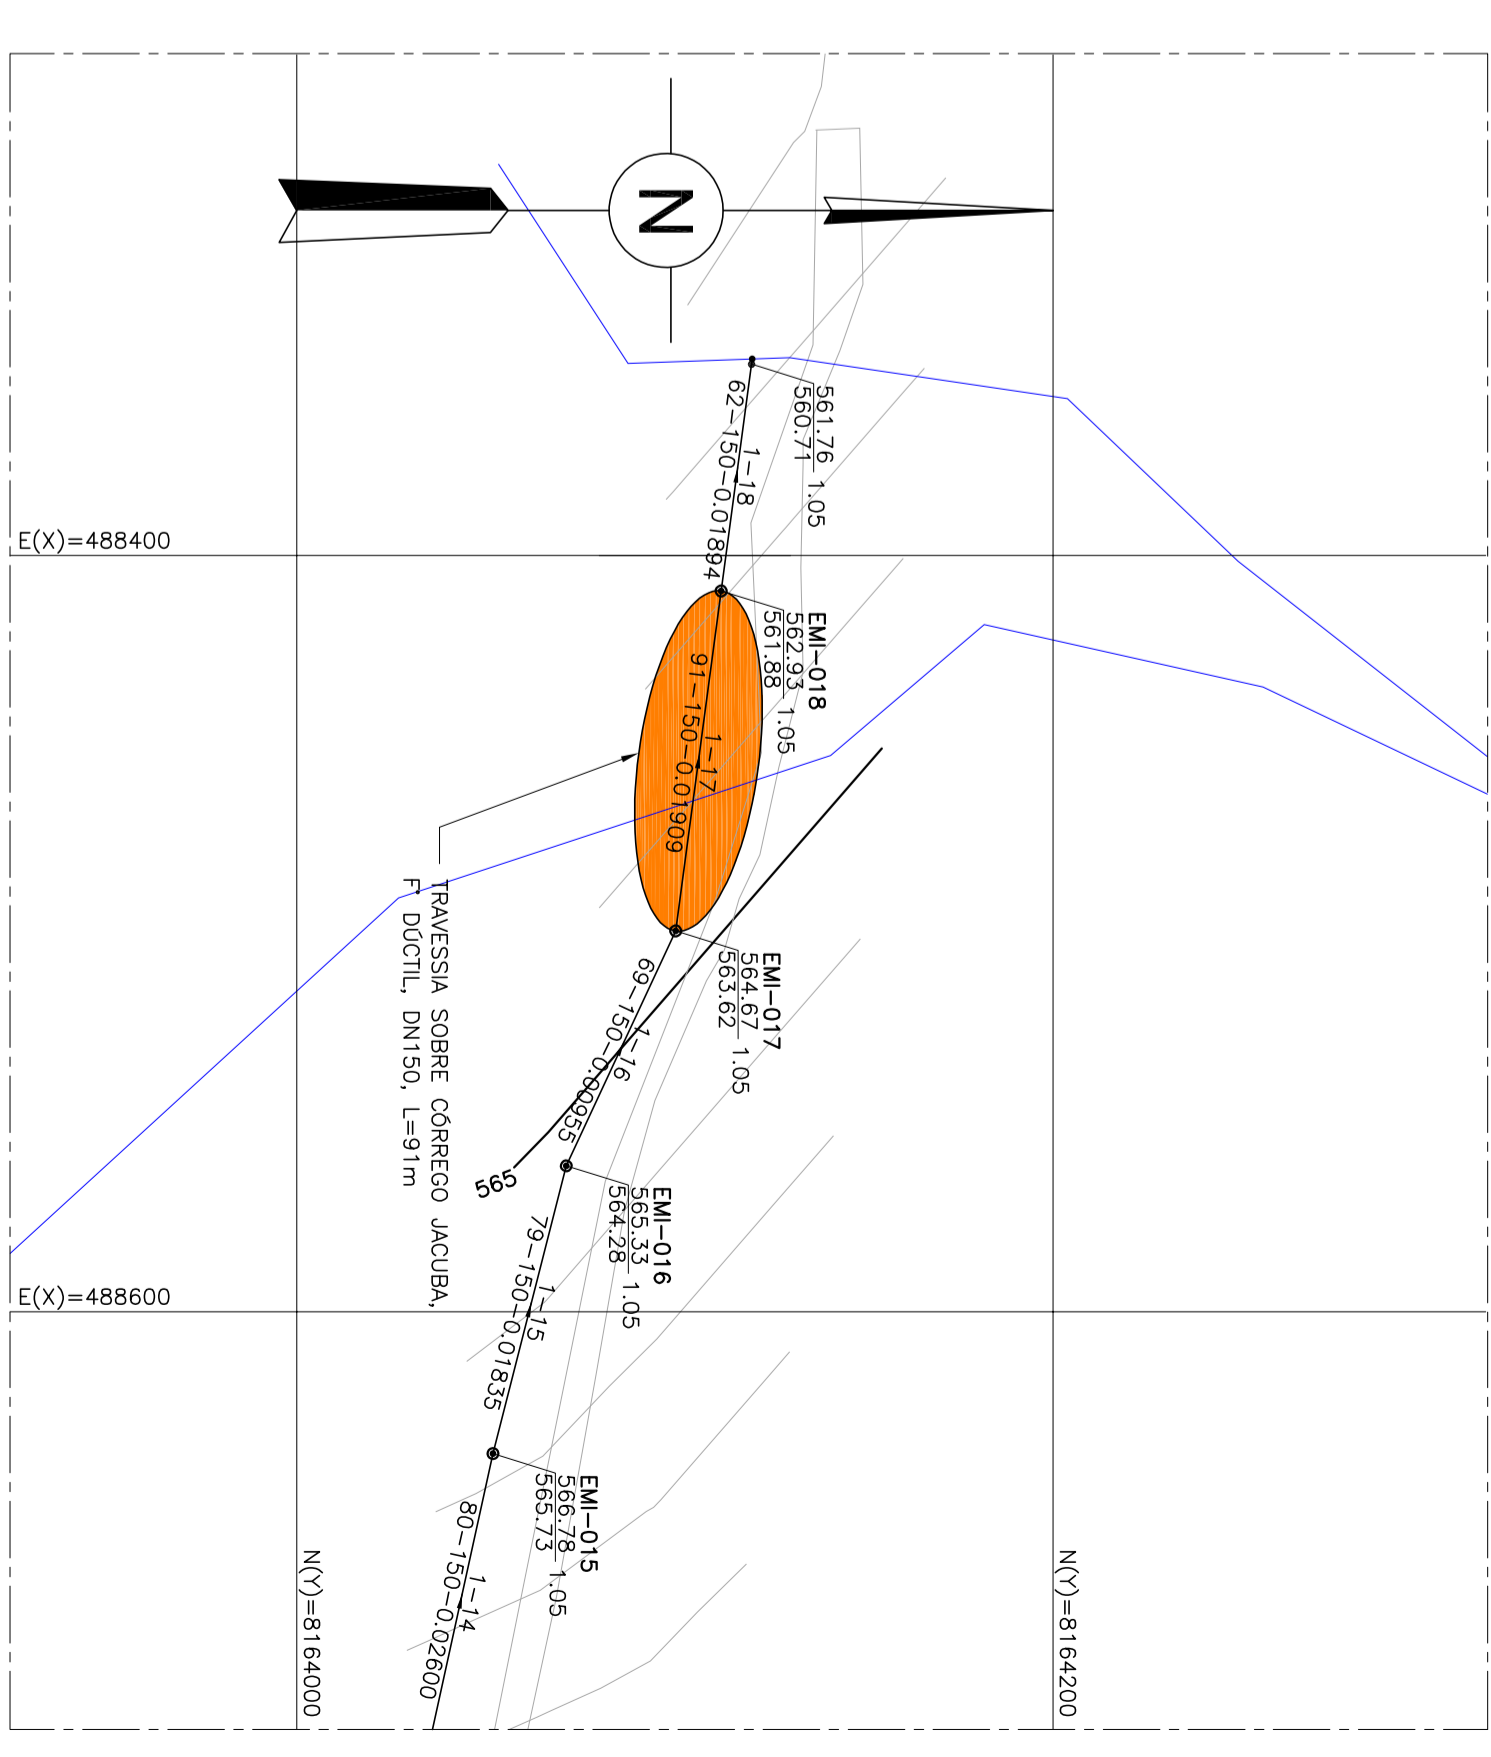 N
561.76
560.71
1.05
1-18
62-150-0.01894
E(X)=488400
EMI-018
562.93
561.88
1.05
1-17
91-150-0.01909
TRAVESSIA SOBRE CÓRREGO JACUBA,
Fº DÚCTIL, DN150, L=91m
EMI-017
564.67
563.62
1.05
1-16
69-150-0.00955
565
EMI-016
565.33
564.28
1.05
E(X)=488600
1-15
79-150-0.01835
EMI-015
566.78
565.73
1.05
1-14
80-150-0.02600
N(Y)=8164000
N(Y)=8164200